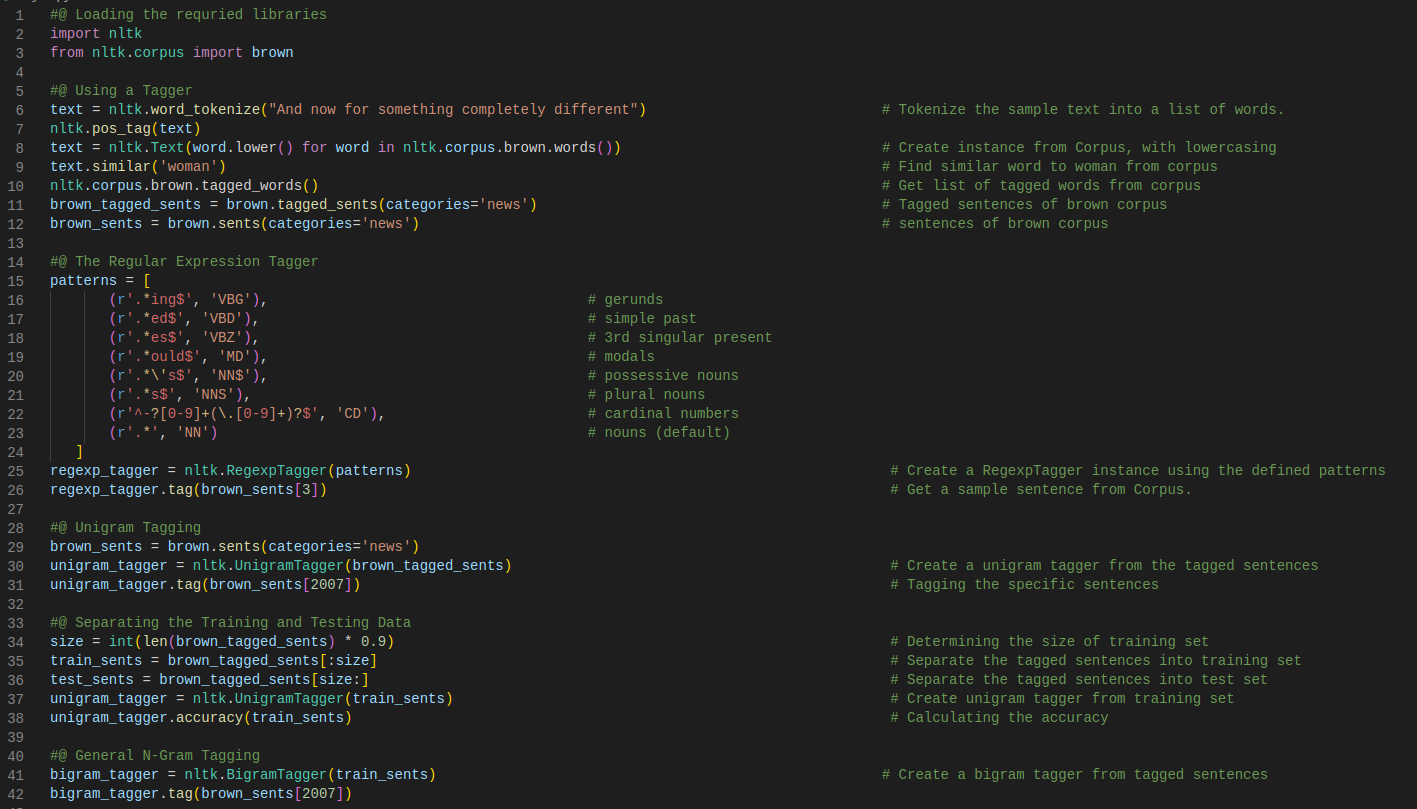 1 #@ Loading the requried libraries
2 import nltk
3 from nltk.corpus import brown
4
5 #@ Using a Tagger
6 text = nltk.word_tokenize("And now for something completely different") # Tokenize the sample text into a list of words.
7 nltk.pos_tag(text)
8 text = nltk.Text(word.lower() for word in nltk.corpus.brown.words()) # Create instance from Corpus, with lowercasing
9 text.similar('woman') # Find similar word to woman from corpus
10 nltk.corpus.brown.tagged_words() # Get list of tagged words from corpus
11 brown_tagged_sents = brown.tagged_sents(categories='news') # Tagged sentences of brown corpus
12 brown_sents = brown.sents(categories='news') # sentences of brown corpus
13
14 #@ The Regular Expression Tagger
15 patterns = [
16 (r'.*ing$', 'VBG'), # gerunds
17 (r'.*ed$', 'VBD'), # simple past
18 (r'.*es$', 'VBZ'), # 3rd singular present
19 (r'.*ould$', 'MD'), # modals
20 (r'.*\'s$', 'NN$'), # possessive nouns
21 (r'.*s$', 'NNS'), # plural nouns
22 (r'^-?[0-9]+(\.[0-9]+)?$', 'CD'), # cardinal numbers
23 (r'.*', 'NN') # nouns (default)
24 ]
25 regexp_tagger = nltk.RegexpTagger(patterns) # Create a RegexpTagger instance using the defined patterns
26 regexp_tagger.tag(brown_sents[3]) # Get a sample sentence from Corpus.
27
28 #@ Unigram Tagging
29 brown_sents = brown.sents(categories='news')
30 unigram_tagger = nltk.UnigramTagger(brown_tagged_sents) # Create a unigram tagger from the tagged sentences
31 unigram_tagger.tag(brown_sents[2007]) # Tagging the specific sentences
32
33 #@ Separating the Training and Testing Data
34 size = int(len(brown_tagged_sents) * 0.9) # Determining the size of training set
35 train_sents = brown_tagged_sents[:size] # Separate the tagged sentences into training set
36 test_sents = brown_tagged_sents[size:] # Separate the tagged sentences into test set
37 unigram_tagger = nltk.UnigramTagger(train_sents) # Create unigram tagger from training set
38 unigram_tagger.accuracy(train_sents) # Calculating the accuracy
39
40 #@ General N-Gram Tagging
41 bigram_tagger = nltk.BigramTagger(train_sents) # Create a bigram tagger from tagged sentences
42 bigram_tagger.tag(brown_sents[2007])